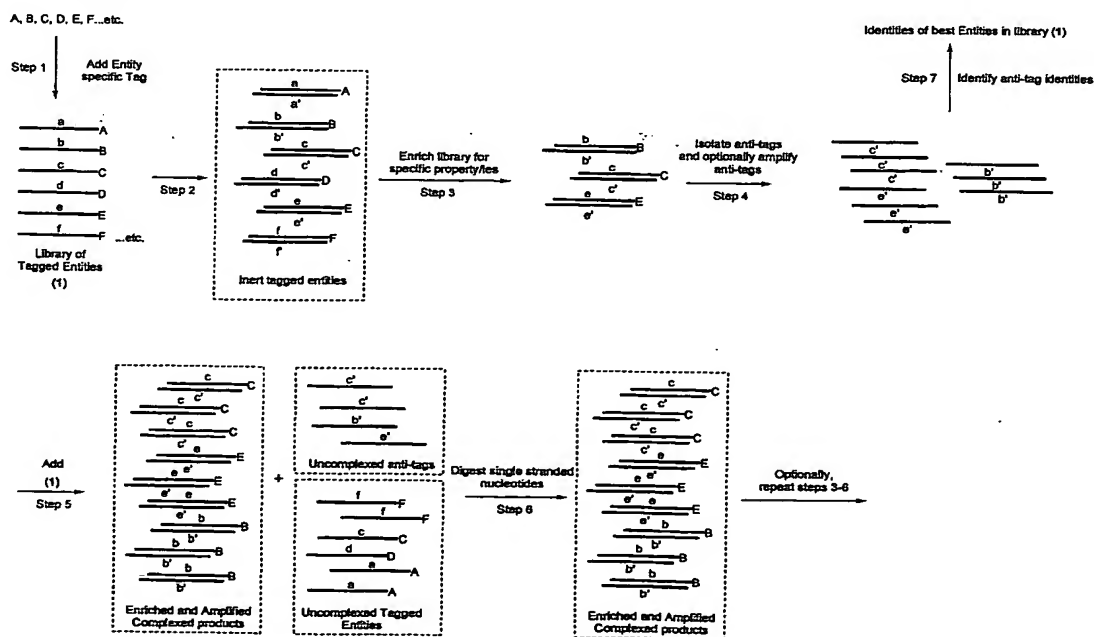 A, B, C, D, E, F...etc.
Step 1
Add Entity
specific Tag
a
A
b
B
c
C
d
D
e
E
f
F ...etc.
Library of
Tagged Entities
(1)
Step 2
a
A
a'
b
B
b'
c
C
c'
d
D
d'
e
E
e'
f
F
f'
Inert tagged entities
Enrich library for
specific property/ies
Step 3
b
B
b'
c
C
c'
e
E
e'
Isolate anti-tags
and optionally amplify
anti-tags
Step 4
Identities of best Entities in library (1)
Step 7
Identify anti-tag identities
c'
c'
c'
e'
e'
e'
b'
b'
b'
Add
(1)
Step 5
c
C
c c'
C
c' c
C
c'
e
E
e e'
E
e' e
E
e'
b
B
b b'
B
b' b
B
b'
Enriched and Amplified
Complexed products
+
c'
c'
b'
e'
Uncomplexed anti-tags
f
F
f
F
c
C
d
D
a
A
a
A
Uncomplexed Tagged
Entities
Digest single stranded
nucleotides
Step 6
c
C
c c'
C
c' c
C
c'
e
E
e e'
E
e' e
E
e'
b
B
b b'
B
b' b
B
b'
Enriched and Amplified
Complexed products
Optionally,
repeat steps 3-6